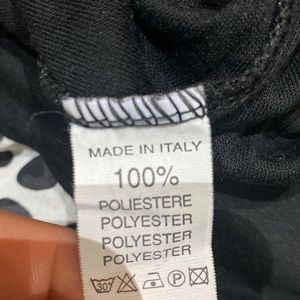 MADE IN ITALY
100%
POLIESTERE
POLYESTER
POLYESTER
POLYESTER
30°
P